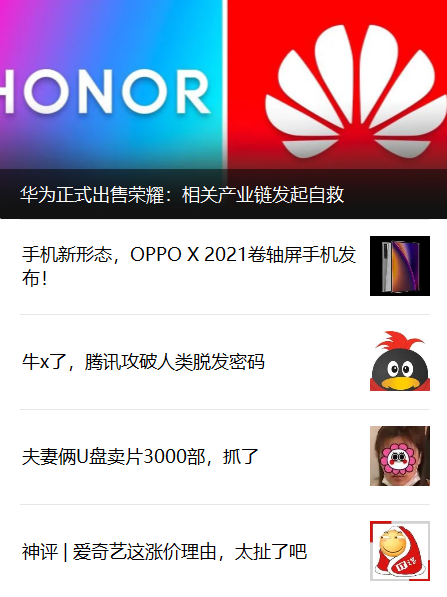 HONOR
华为正式出售荣耀：相关产业链发起自救
手机新形态，OPPO X 2021卷轴屏手机发
布！
牛x了，腾讯攻破人类脱发密码
夫妻俩U盘卖片3000部，抓了
神评 | 爱奇艺这涨价理由，太扯了吧